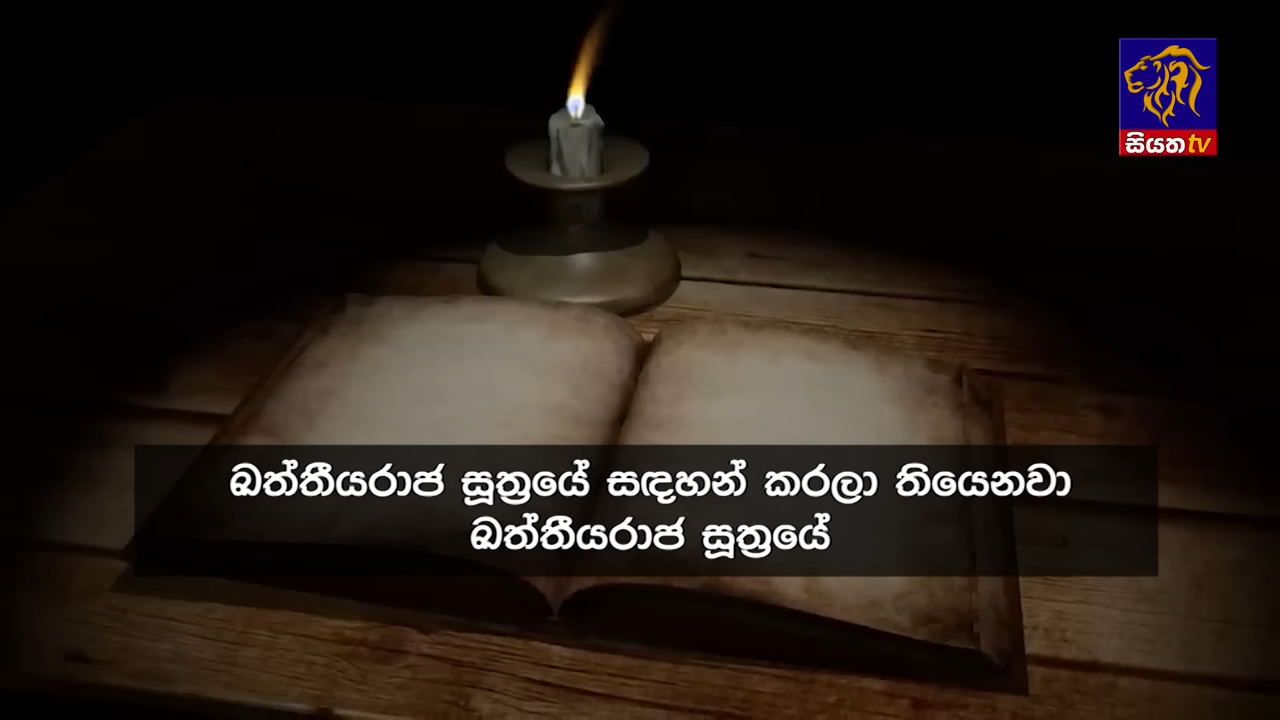 සියත tv
ඛත්තීයරාජ සූත්‍රයේ සඳහන් කරලා තියෙනවා
ඛත්තීයරාජ සූත්‍රයේ